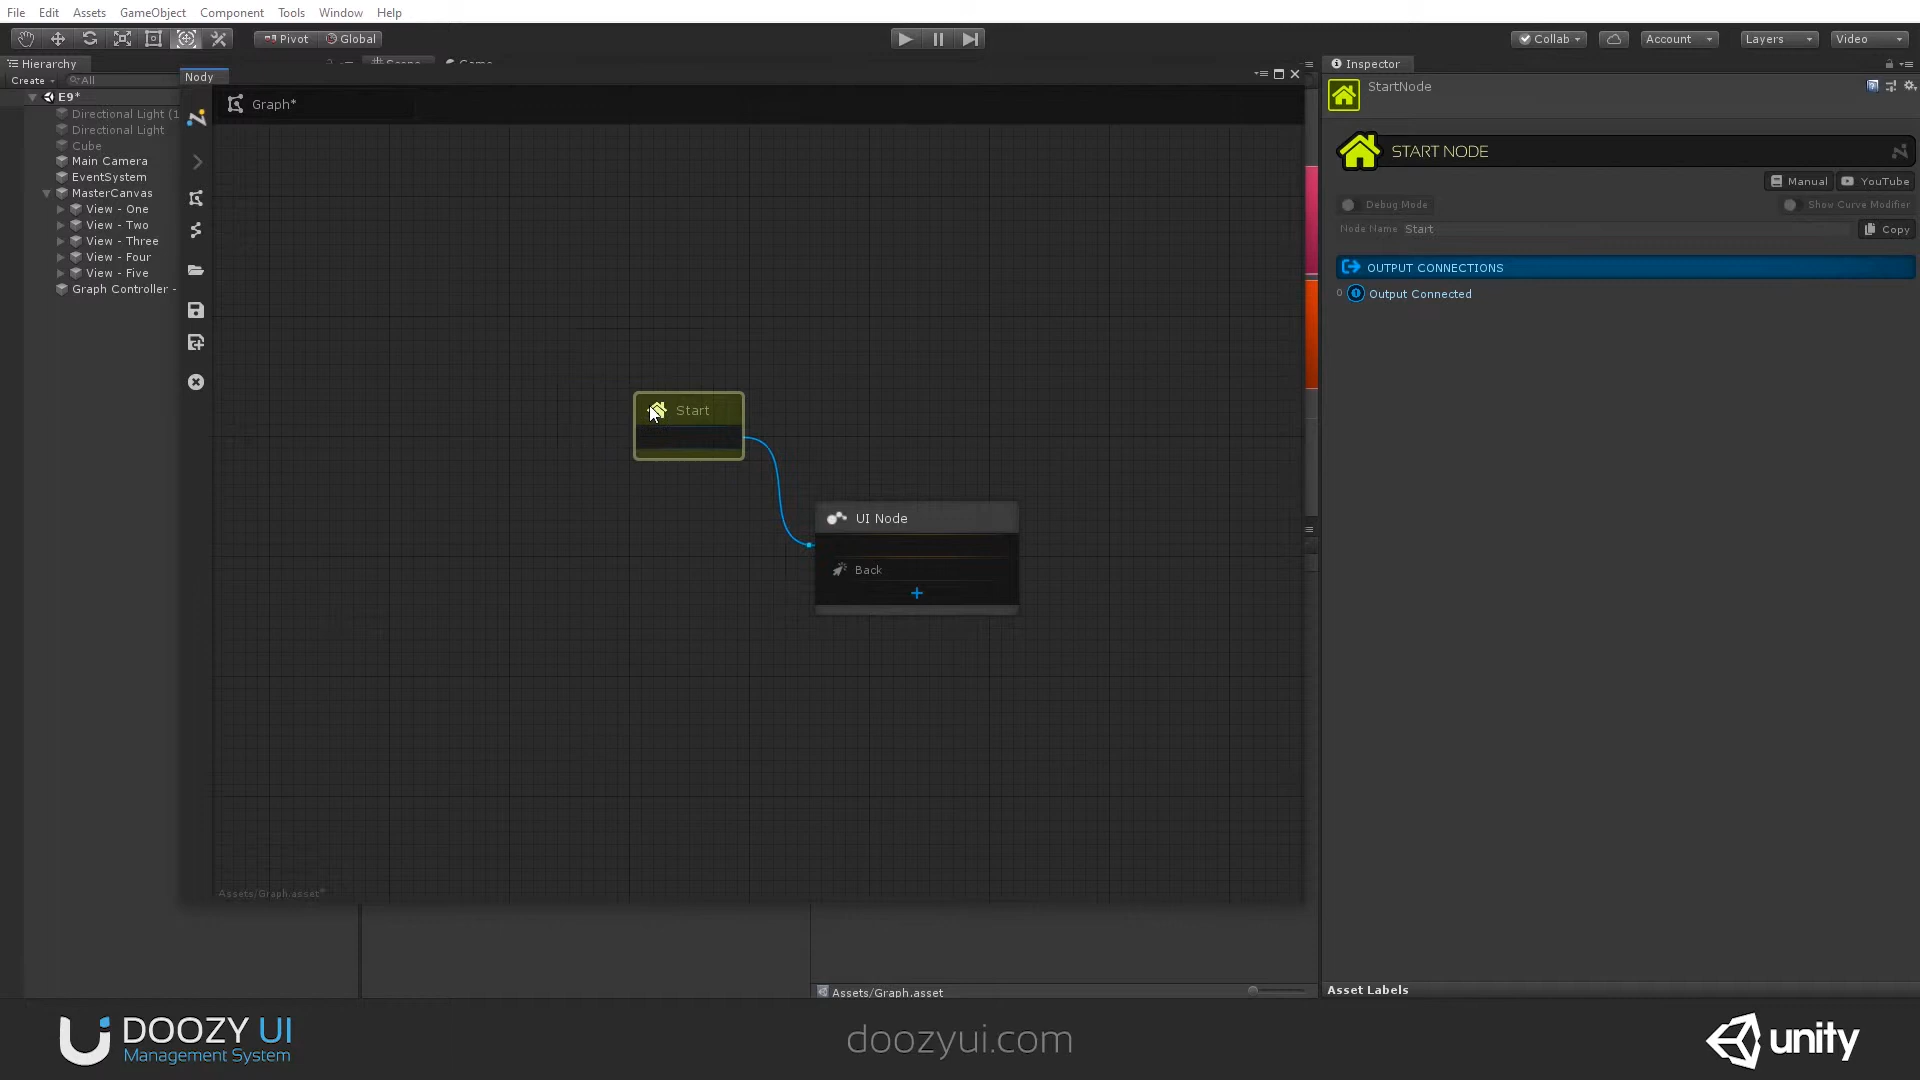 File Edit Assets GameObject Component Tools Window Help
Pivot Global
Collab Account Layers Video
Hierarchy
Create All
E9*
Directional Light (1
Directional Light
Cube
Main Camera
EventSystem
MasterCanvas
View - One
View - Two
View - Three
View - Four
View - Five
Graph Controller -
Nody
Graph*
Start
UI Node
Back
Assets/Graph.asset*
Assets/Graph.asset
Inspector
StartNode
START NODE
Manual YouTube
Debug Mode Show Curve Modifier
Node Name Start Copy
OUTPUT CONNECTIONS
0 Output Connected
Asset Labels
DOOZY UI
Management System
doozyui.com
unity